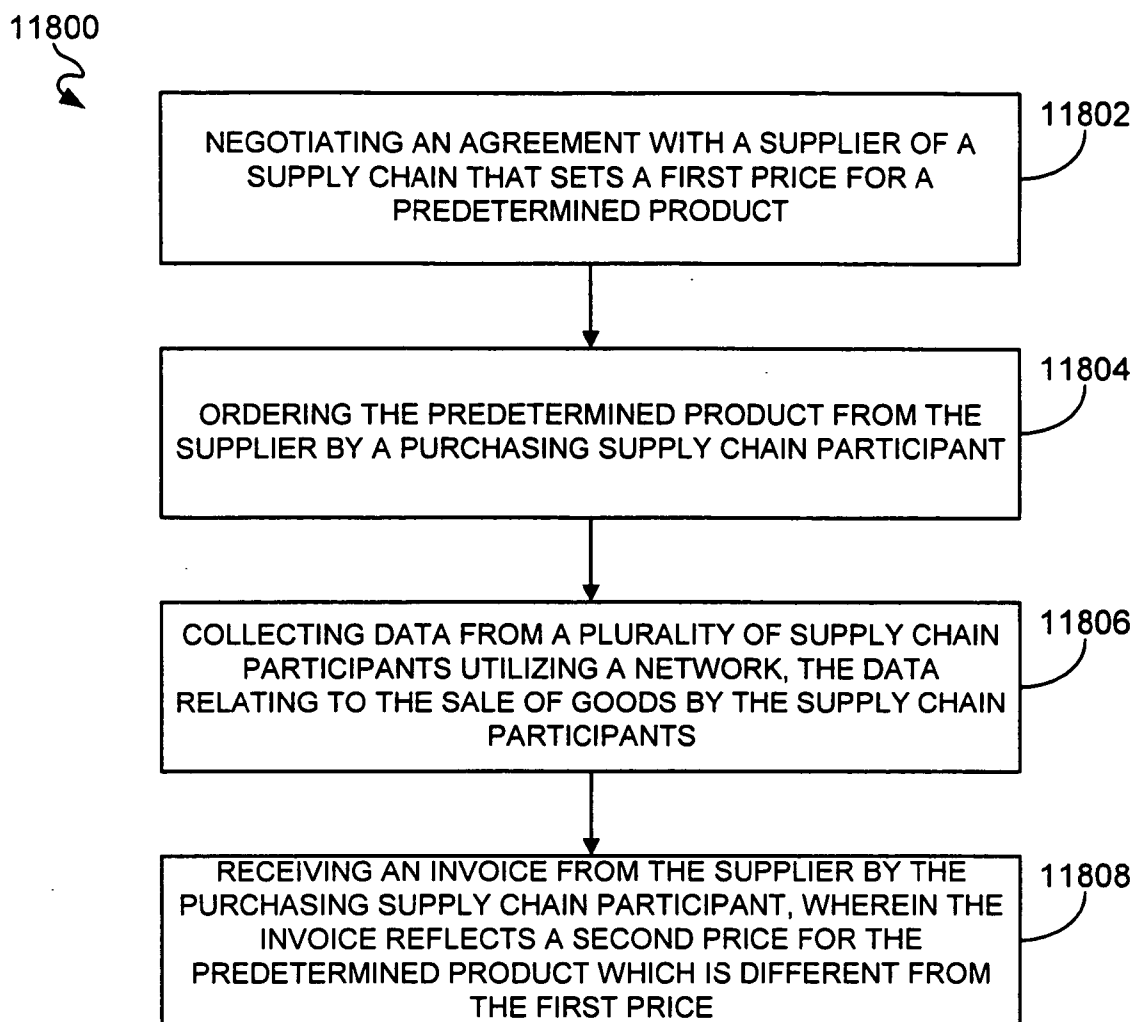 11800
11802
NEGOTIATING AN AGREEMENT WITH A SUPPLIER OF A
SUPPLY CHAIN THAT SETS A FIRST PRICE FOR A
PREDETERMINED PRODUCT
11804
ORDERING THE PREDETERMINED PRODUCT FROM THE
SUPPLIER BY A PURCHASING SUPPLY CHAIN PARTICIPANT
11806
COLLECTING DATA FROM A PLURALITY OF SUPPLY CHAIN
PARTICIPANTS UTILIZING A NETWORK, THE DATA
RELATING TO THE SALE OF GOODS BY THE SUPPLY CHAIN
PARTICIPANTS
11808
RECEIVING AN INVOICE FROM THE SUPPLIER BY THE
PURCHASING SUPPLY CHAIN PARTICIPANT, WHEREIN THE
INVOICE REFLECTS A SECOND PRICE FOR THE
PREDETERMINED PRODUCT WHICH IS DIFFERENT FROM
THE FIRST PRICE